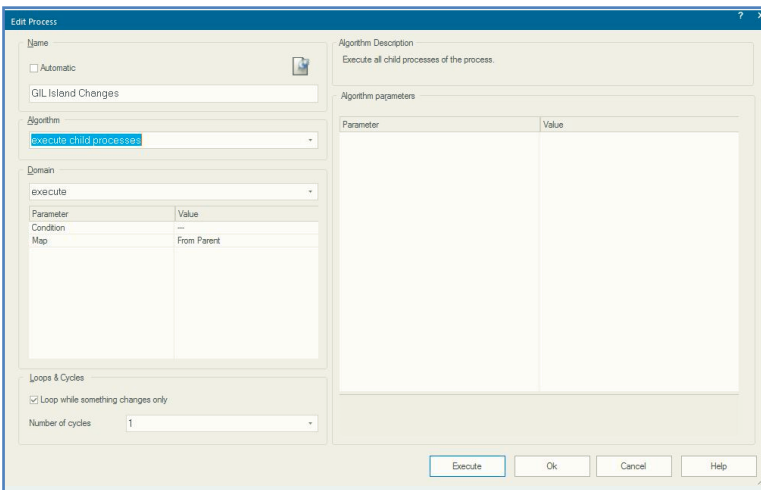 Edit Process
?
Name
Automatic
GIL Island Changes
Algorithm
execute child processes
Domain
execute
Parameter Value
Condition ---
Map From Parent
Loops & Cycles
Loop while something changes only
Number of cycles 1
Algorithm Description
Execute all child processes of the process.
Algorithm parameters
Parameter Value
Execute Ok Cancel Help